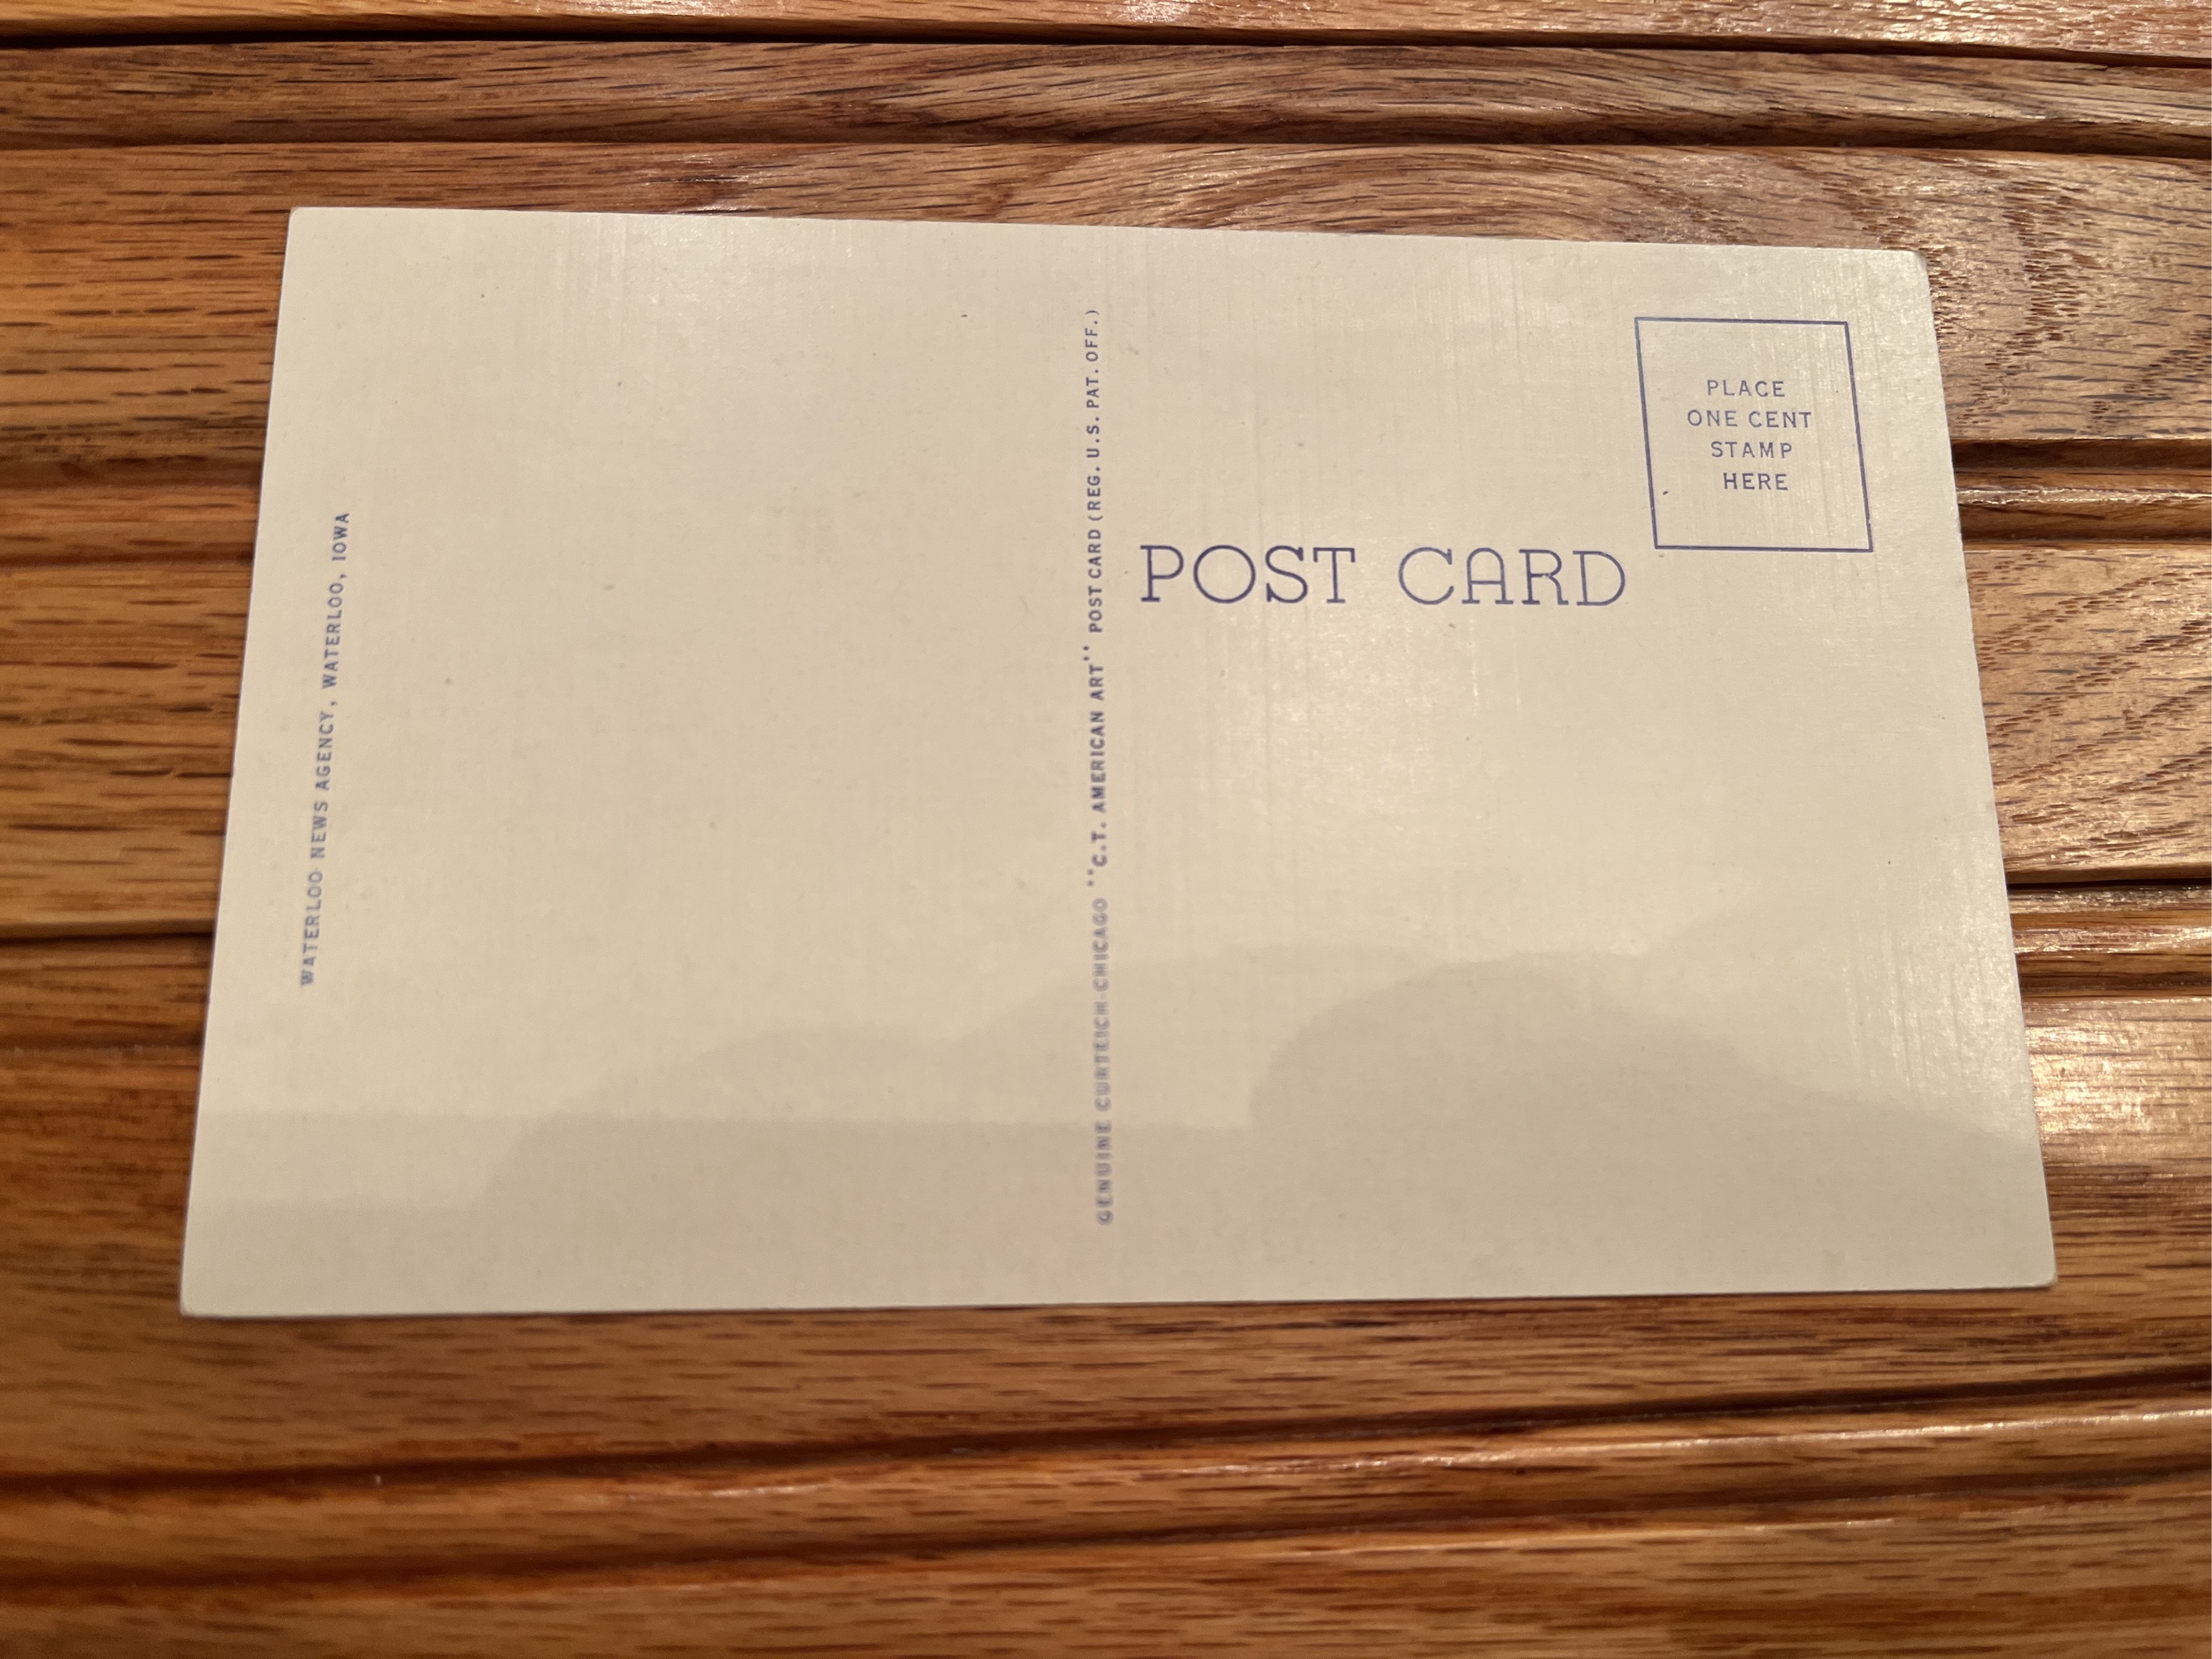 WATERLOO NEWS AGENCY, WATERLOO, IOWA
GENUINE CURTEICH-CHICAGO "C.T. AMERICAN ART" POST CARD (REG. U.S. PAT. OFF.)
POST CARD
PLACE
ONE CENT
STAMP
HERE